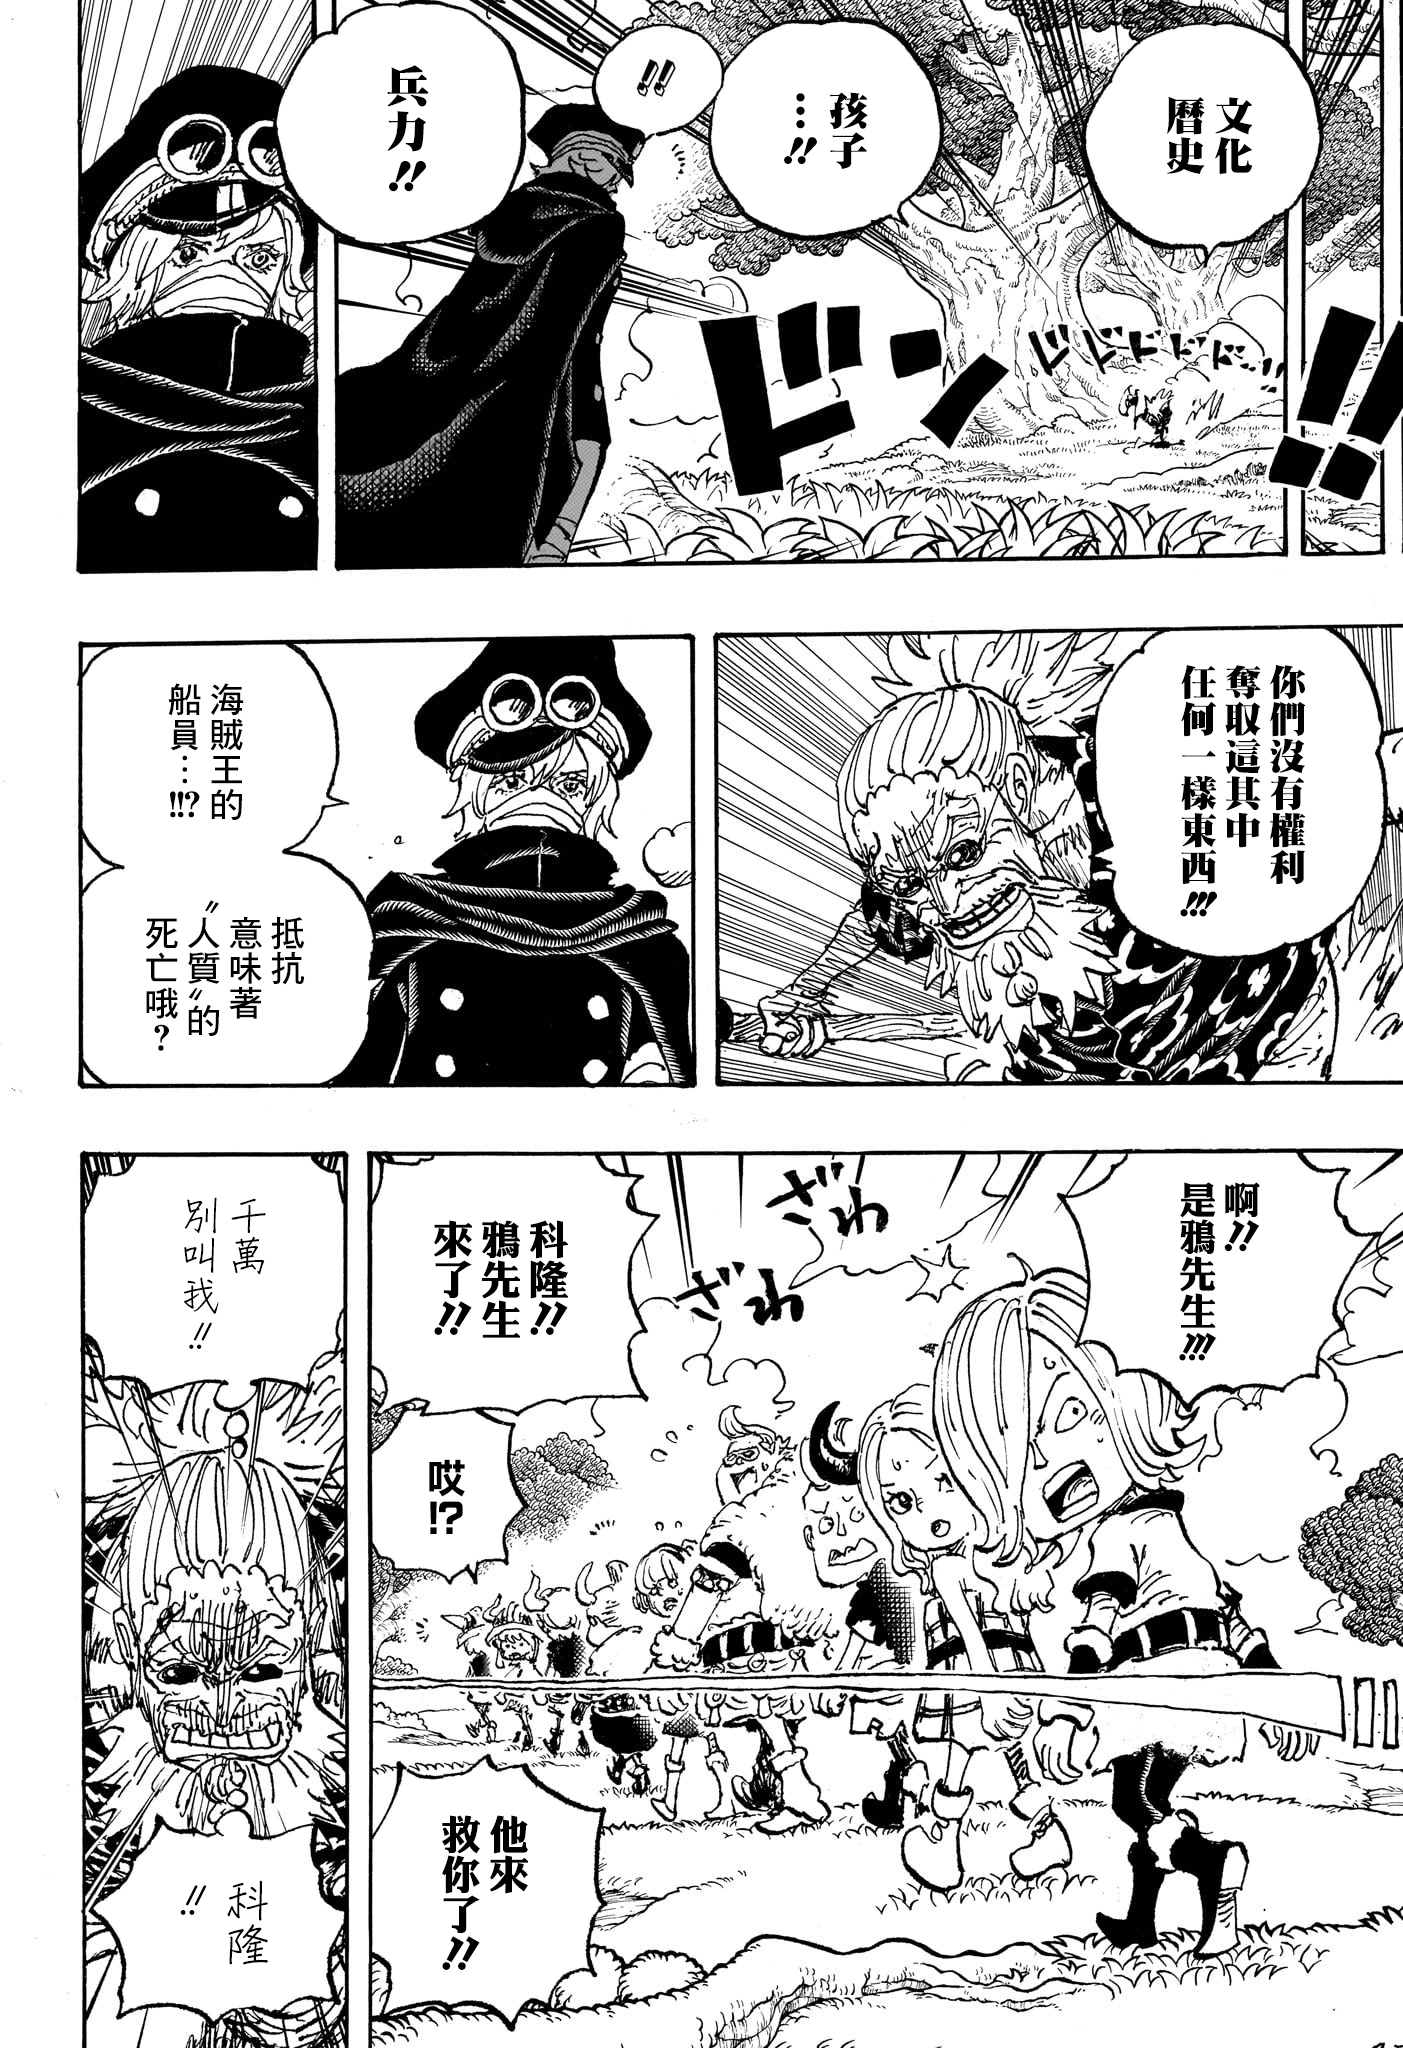 文化
曆史
孩子
…!!
!!
兵力!!
ドン
ドドドドドド…!!
!!
你們沒有權利
奪取這其中
任何一樣東西!!!
海賊王的
船員…!!?
抵抗
意味著
〝人質〞的
死亡哦?
啊!!
是鴉先生!!!
ざわ
ざわ
科隆!!
鴉先生
來了!!
哎!?
他來
救你了!!
千萬
別叫我!!
科隆
!!